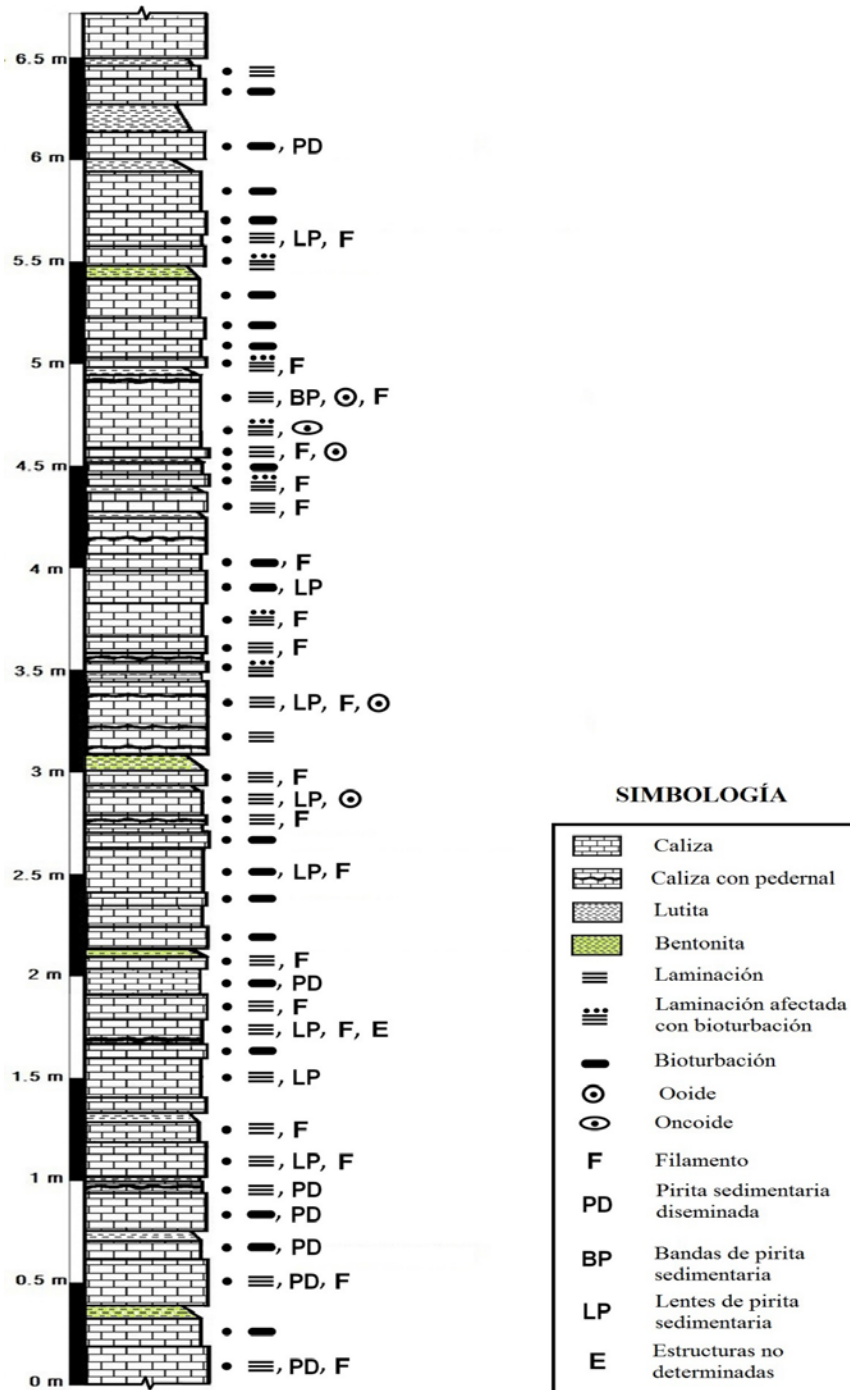 6.5 m
, PD
6 m
, LP, F
5.5 m
5 m
, F
, BP, , F
, F,
4.5 m
, F
, F
, F
4 m
, LP
, F
, F
3.5 m
, LP, F,
3 m
, F
, LP,
, F
2.5 m
, LP, F
, F
2 m
, PD
, F
, LP, F, E
1.5 m
, LP
, F
, LP, F
1 m
, PD
, PD
, PD
0.5 m
, PD, F
0 m
, PD, F
SIMBOLOGÍA
Caliza
Caliza con pedernal
Lutita
Bentonita
Laminación
Laminación afectada
con bioturbación
Bioturbación
Ooide
Oncoide
F Filamento
PD Pirita sedimentaria
diseminada
BP Bandas de pirita
sedimentaria
LP Lentes de pirita
sedimentaria
E Estructuras no
determinadas